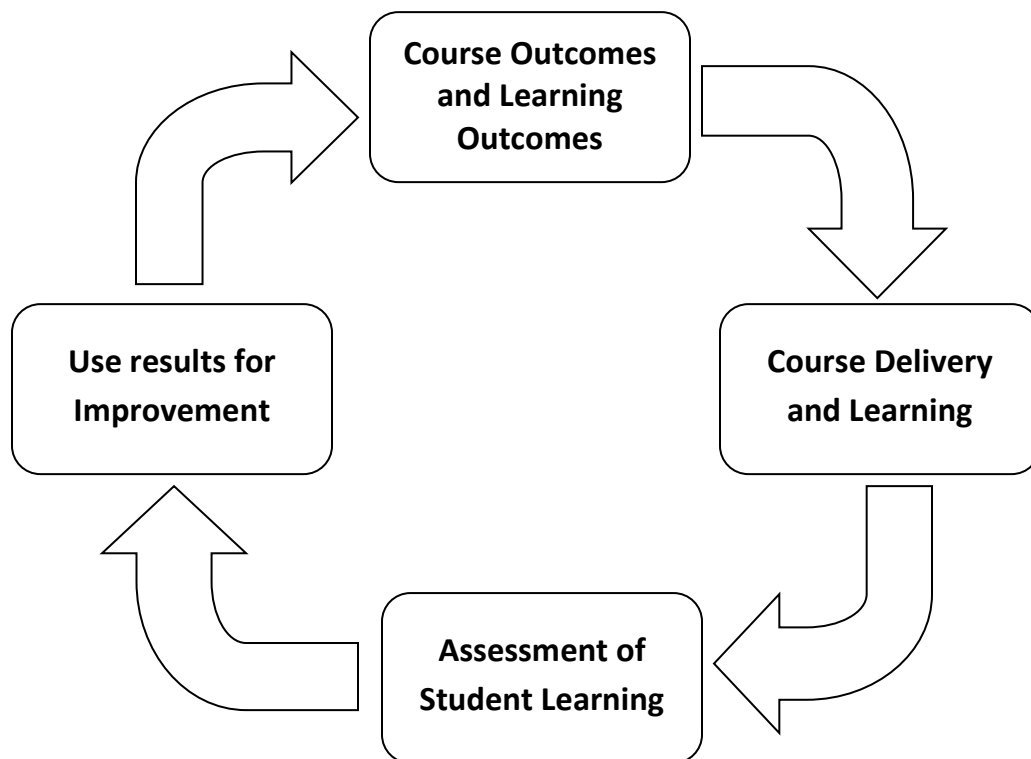 Course Outcomes
and Learning
Outcomes
Course Delivery
and Learning
Assessment of
Student Learning
Use results for
Improvement